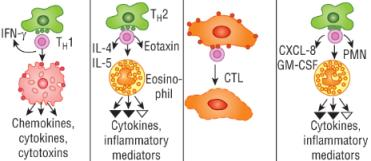 IFN-γ
TH1
Chemokines,
cytokines,
cytotoxins
TH2
IL-4
IL-5
Eotaxin
Eosino-
phil
Cytokines,
inflammatory
mediators
CTL
CXCL-8
GM-CSF
PMN
Cytokines,
inflammatory
mediators